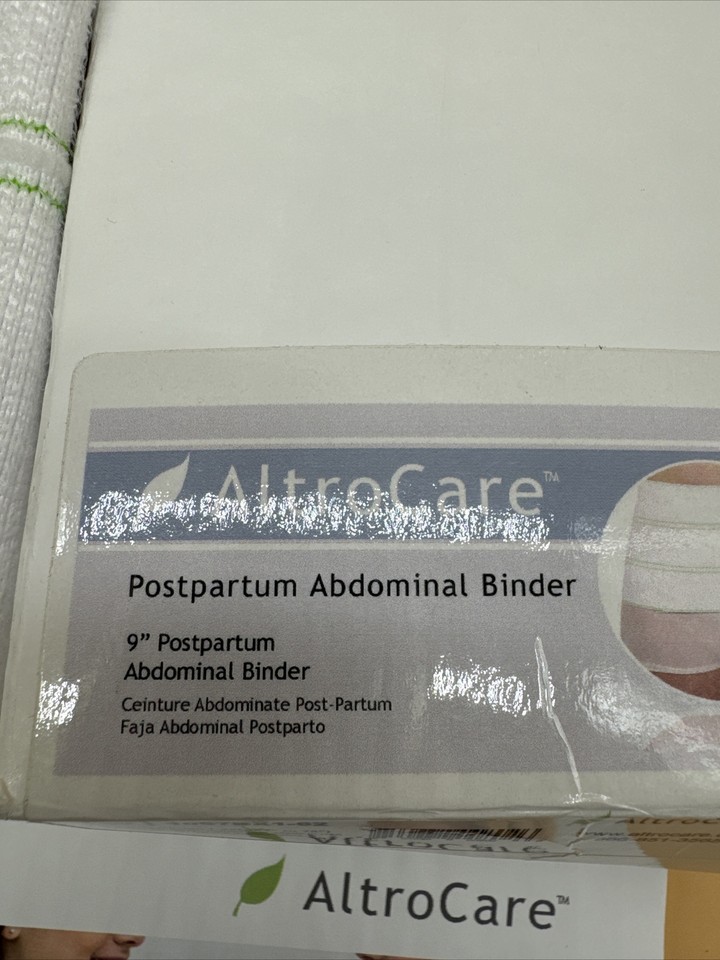 AltroCare™
Postpartum Abdominal Binder
9” Postpartum
Abdominal Binder
Ceinture Abdominate Post-Partum
Faja Abdominal Postparto
AltroCare™